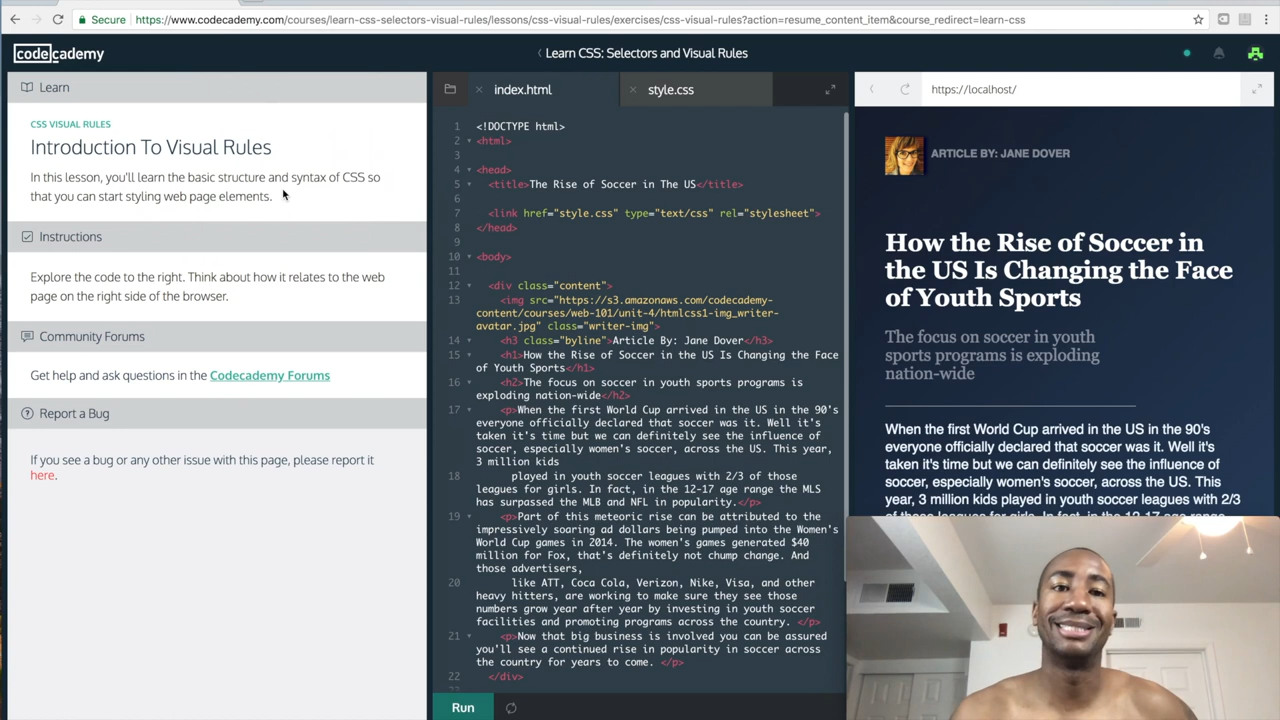 Secure
https://www.codecademy.com/courses/learn-css-selectors-visual-rules/lessons/css-visual-rules/exercises/css-visual-rules?action=resume_content_item&course_redirect=learn-css
codecademy
Learn CSS: Selectors and Visual Rules
Learn
CSS VISUAL RULES
Introduction To Visual Rules
In this lesson, you'll learn the basic structure and syntax of CSS so
that you can start styling web page elements.
Instructions
Explore the code to the right. Think about how it relates to the web
page on the right side of the browser.
Community Forums
Get help and ask questions in the Codecademy Forums
Report a Bug
If you see a bug or any other issue with this page, please report it
here.
index.html
style.css
1 <!DOCTYPE html>
2 <html>
3
4 <head>
5 <title>The Rise of Soccer in The US</title>
6
7 <link href="style.css" type="text/css" rel="stylesheet">
8 </head>
9
10 <body>
11
12 <div class="content">
13 <img src="https://s3.amazonaws.com/codecademy-
content/courses/web-101/unit-4/htmlcss1-img_writer-
avatar.jpg" class="writer-img">
14 <h3 class="byline">Article By: Jane Dover</h3>
15 <h1>How the Rise of Soccer in the US Is Changing the Face
of Youth Sports</h1>
16 <h2>The focus on soccer in youth sports programs is
exploding nation-wide</h2>
17 <p>When the first World Cup arrived in the US in the 90's
everyone officially declared that soccer was it. Well it's
taken it's time but we can definitely see the influence of
soccer, especially women's soccer, across the US. This year,
3 million kids
18 played in youth soccer leagues with 2/3 of those
leagues for girls. In fact, in the 12-17 age range the MLS
has surpassed the MLB and NFL in popularity.</p>
19 <p>Part of this meteoric rise can be attributed to the
impressively soaring ad dollars being pumped into the Women's
World Cup games in 2014. The women's games generated $40
million for Fox, that's definitely not chump change. And
those advertisers,
20 like ATT, Coca Cola, Verizon, Nike, Visa, and other
heavy hitters, are working to make sure they see those
numbers grow year after year by investing in youth soccer
facilities and promoting programs across the country. </p>
21 <p>Now that big business is involved you can be assured
you'll see a continued rise in popularity in soccer across
the country for years to come. </p>
22 </div>
Run
https://localhost/
ARTICLE BY: JANE DOVER
How the Rise of Soccer in
the US Is Changing the Face
of Youth Sports
The focus on soccer in youth
sports programs is exploding
nation-wide
When the first World Cup arrived in the US in the 90's
everyone officially declared that soccer was it. Well it's
taken it's time but we can definitely see the influence of
soccer, especially women's soccer, across the US. This
year, 3 million kids played in youth soccer leagues with 2/3
of those leagues for girls. In fact, in the 12-17 age range